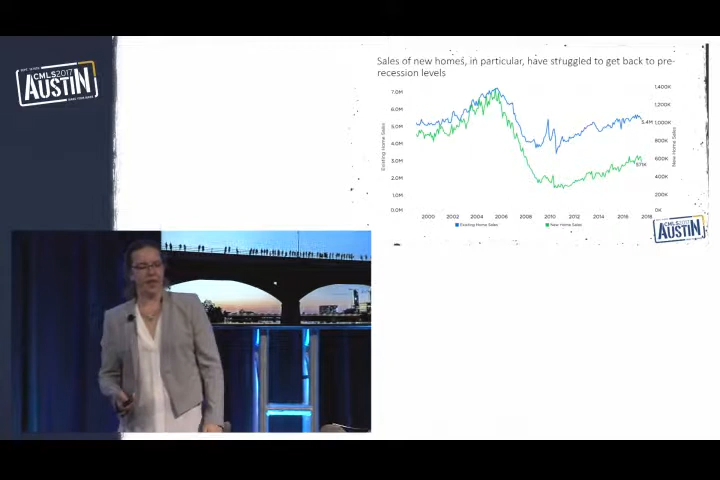 CMLS2017
AUSTIN
Sales of new homes, in particular, have struggled to get back to pre-
recession levels
7.0M
6.0M
5.0M
4.0M
3.0M
2.0M
1.0M
0.0M
Existing Home Sales
1,400K
1,200K
1,000K
800K
600K
400K
200K
0K
New Home Sales
5.4M
571K
2000 2002 2004 2006 2008 2010 2012 2014 2016 2018
Existing Home Sales New Home Sales
CMLS2017
AUSTIN